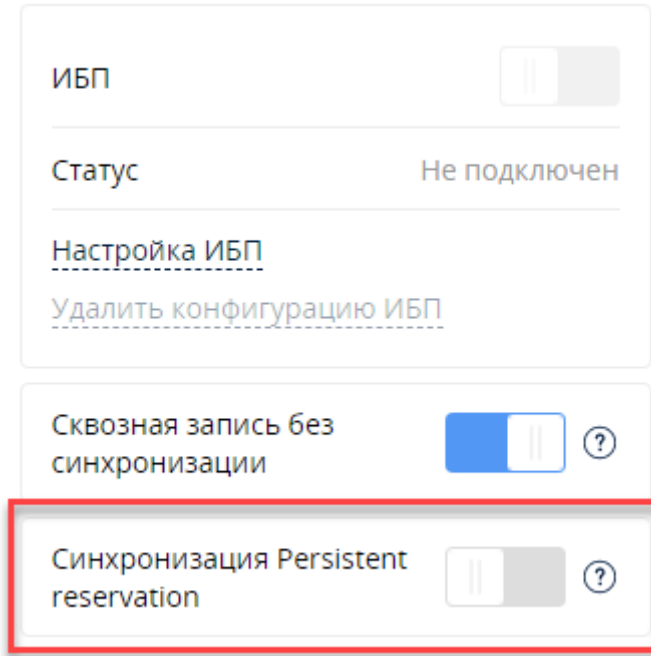 ИБП
Статус
Не подключен
Настройка ИБП
Удалить конфигурацию ИБП
Сквозная запись без
синхронизации
?
Синхронизация Persistent
reservation
?